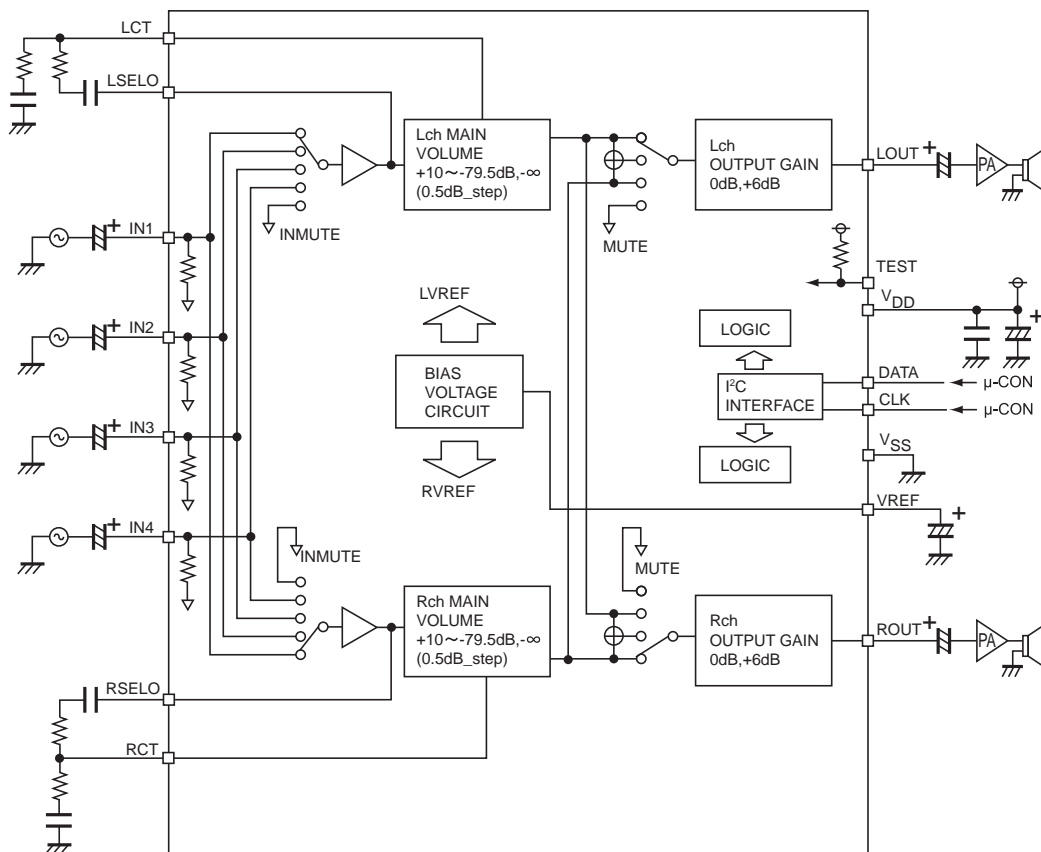 LCT
LSELO
Lch MAIN
VOLUME
+10～-79.5dB,-∞
(0.5dB_step)
Lch
OUTPUT GAIN
0dB,+6dB
LOUT
+
PA
IN1
+
INMUTE
MUTE
TEST
VDD
+
LVREF
IN2
+
LOGIC
BIAS
VOLTAGE
CIRCUIT
I²C
INTERFACE
DATA
μ-CON
CLK
μ-CON
IN3
+
VSS
LOGIC
RVREF
VREF
+
IN4
+
INMUTE
MUTE
Rch MAIN
VOLUME
+10～-79.5dB,-∞
(0.5dB_step)
Rch
OUTPUT GAIN
0dB,+6dB
ROUT
+
PA
RSELO
RCT